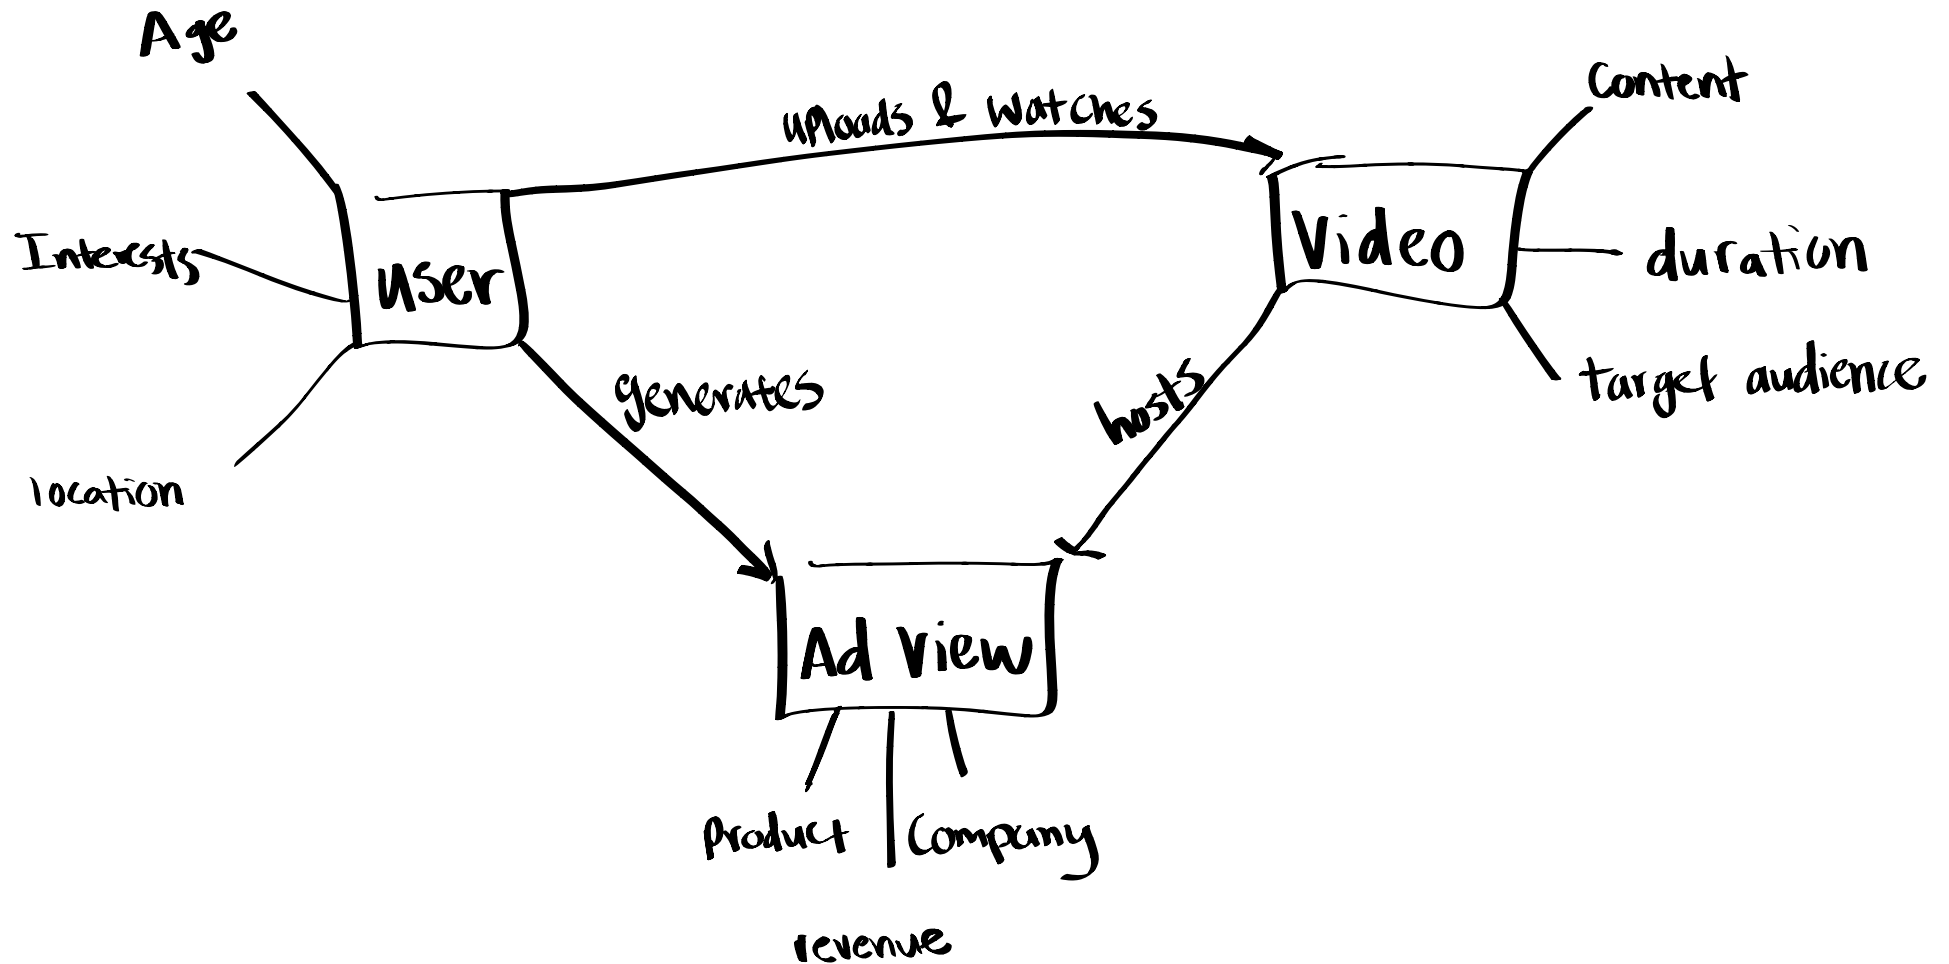 Age
uploads & watches
Content
Interests
user
Video
duration
generates
hosts
target audience
location
Ad View
Product
Company
revenue